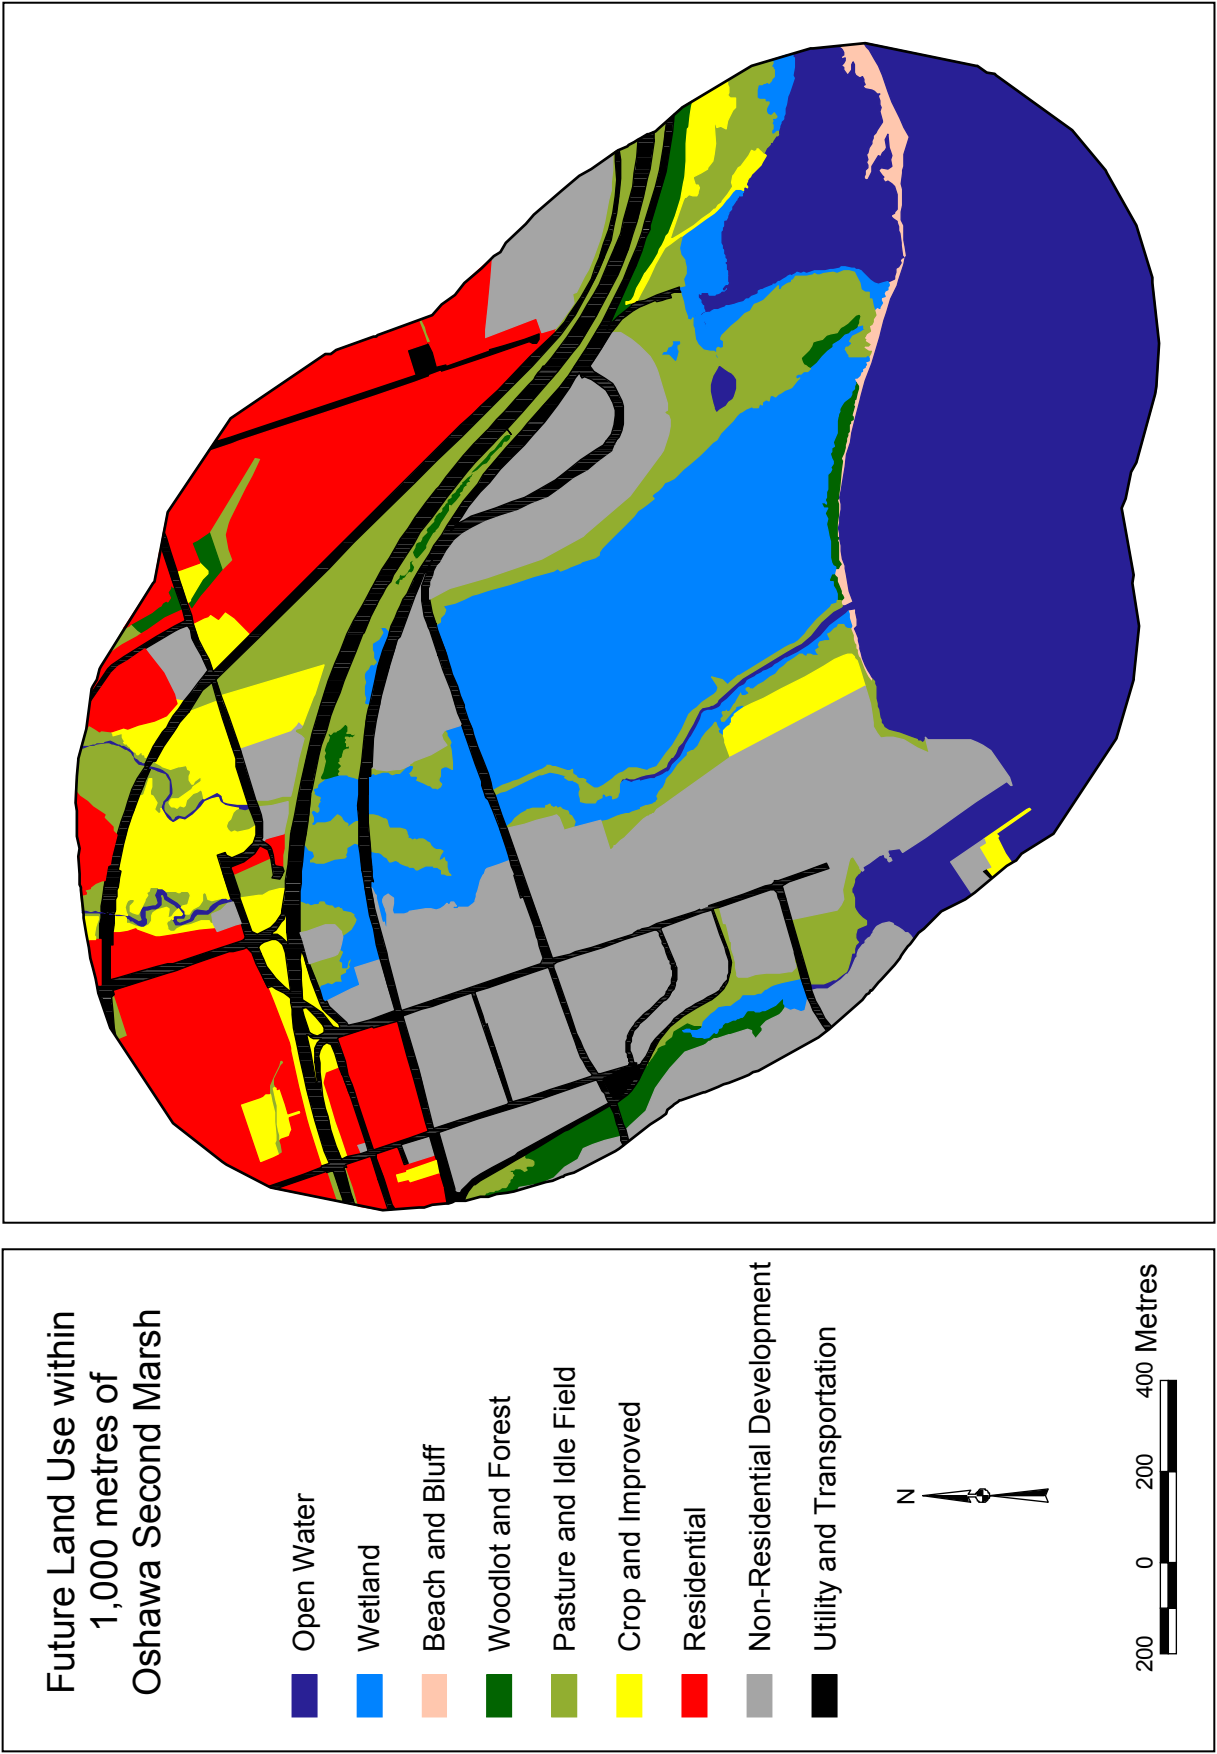 Future Land Use within
1,000 metres of
Oshawa Second Marsh
Open Water
Wetland
Beach and Bluff
Woodlot and Forest
Pasture and Idle Field
Crop and Improved
Residential
Non-Residential Development
Utility and Transportation
N
200 0 200 400 Metres